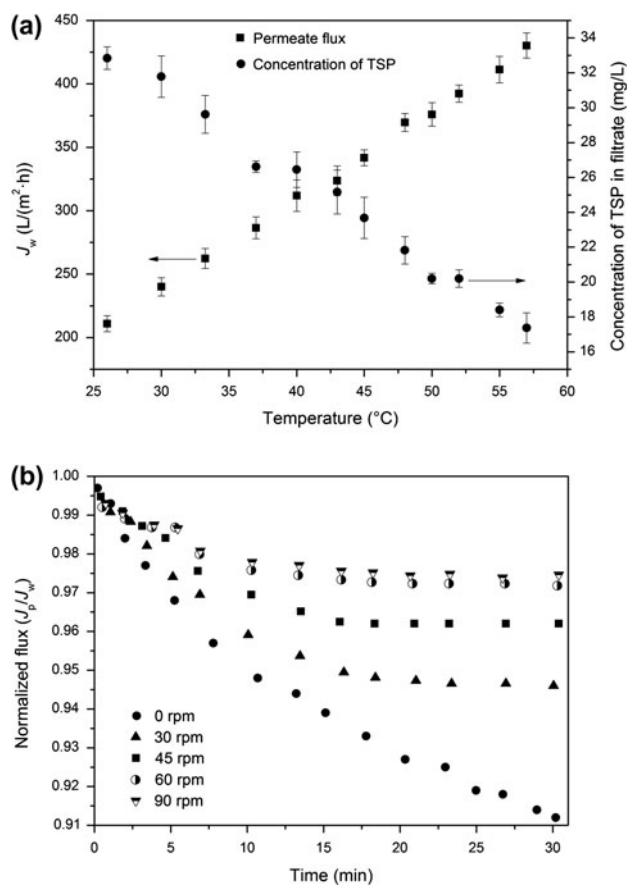 (a)
450
400
350
300
250
200
J_w (L/(m²·h)
Permeate flux
Concentration of TSP
34
32
30
28
26
24
22
20
18
16
Concentration of TSP in filtrate (mg/L)
25 30 35 40 45 50 55 60
Temperature (°C)
(b)
1.00
0.99
0.98
0.97
0.96
0.95
0.94
0.93
0.92
0.91
Normalized flux (J_p/J_w)
0 rpm
30 rpm
45 rpm
60 rpm
90 rpm
0 5 10 15 20 25 30
Time (min)